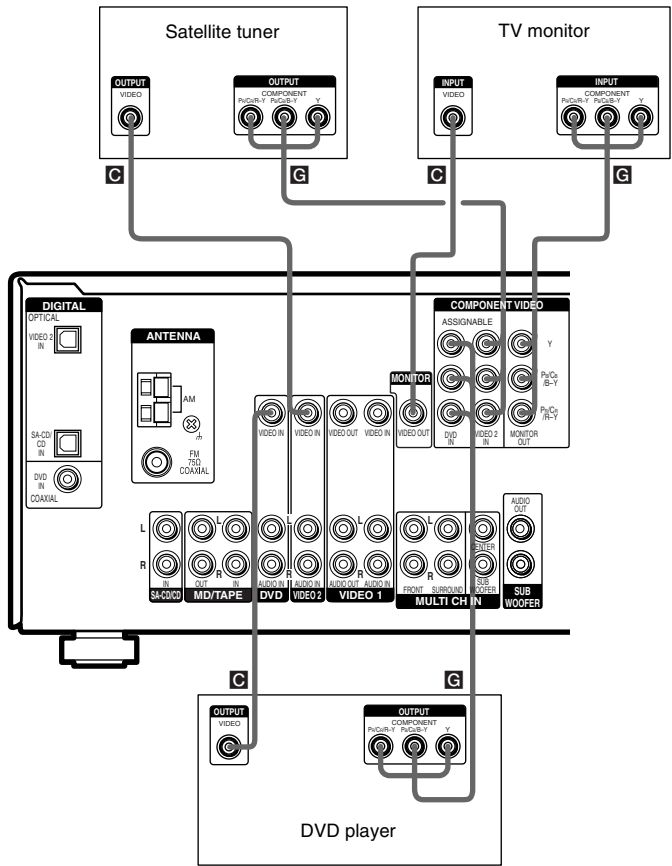 Satellite tuner
TV monitor
OUTPUT
VIDEO
OUTPUT
COMPONENT
PR/CR/R–Y PB/CB/B–Y Y
INPUT
VIDEO
INPUT
COMPONENT
PR/CR/R–Y PB/CB/B–Y Y
C
G
C
G
DIGITAL
OPTICAL
VIDEO 2
IN
SA-CD/
CD
IN
DVD
IN
COAXIAL
ANTENNA
AM
FM
75Ω
COAXIAL
MONITOR
COMPONENT VIDEO
ASSIGNABLE
Y
PB/CB
/B–Y
PR/CR
/R–Y
DVD
IN
VIDEO 2
IN
MONITOR
OUT
VIDEO IN
VIDEO IN
VIDEO OUT
VIDEO IN
VIDEO OUT
AUDIO
OUT
L
L
L
L
L
CENTER
R
R
R
R
R
IN
OUT
IN
AUDIO IN
AUDIO IN
AUDIO OUT
AUDIO IN
FRONT
SURROUND
SUB
WOOFER
SA-CD/CD
MD/TAPE
DVD
VIDEO 2
VIDEO 1
MULTI CH IN
SUB
WOOFER
C
G
OUTPUT
VIDEO
OUTPUT
COMPONENT
PR/CR/R–Y PB/CB/B–Y Y
DVD player